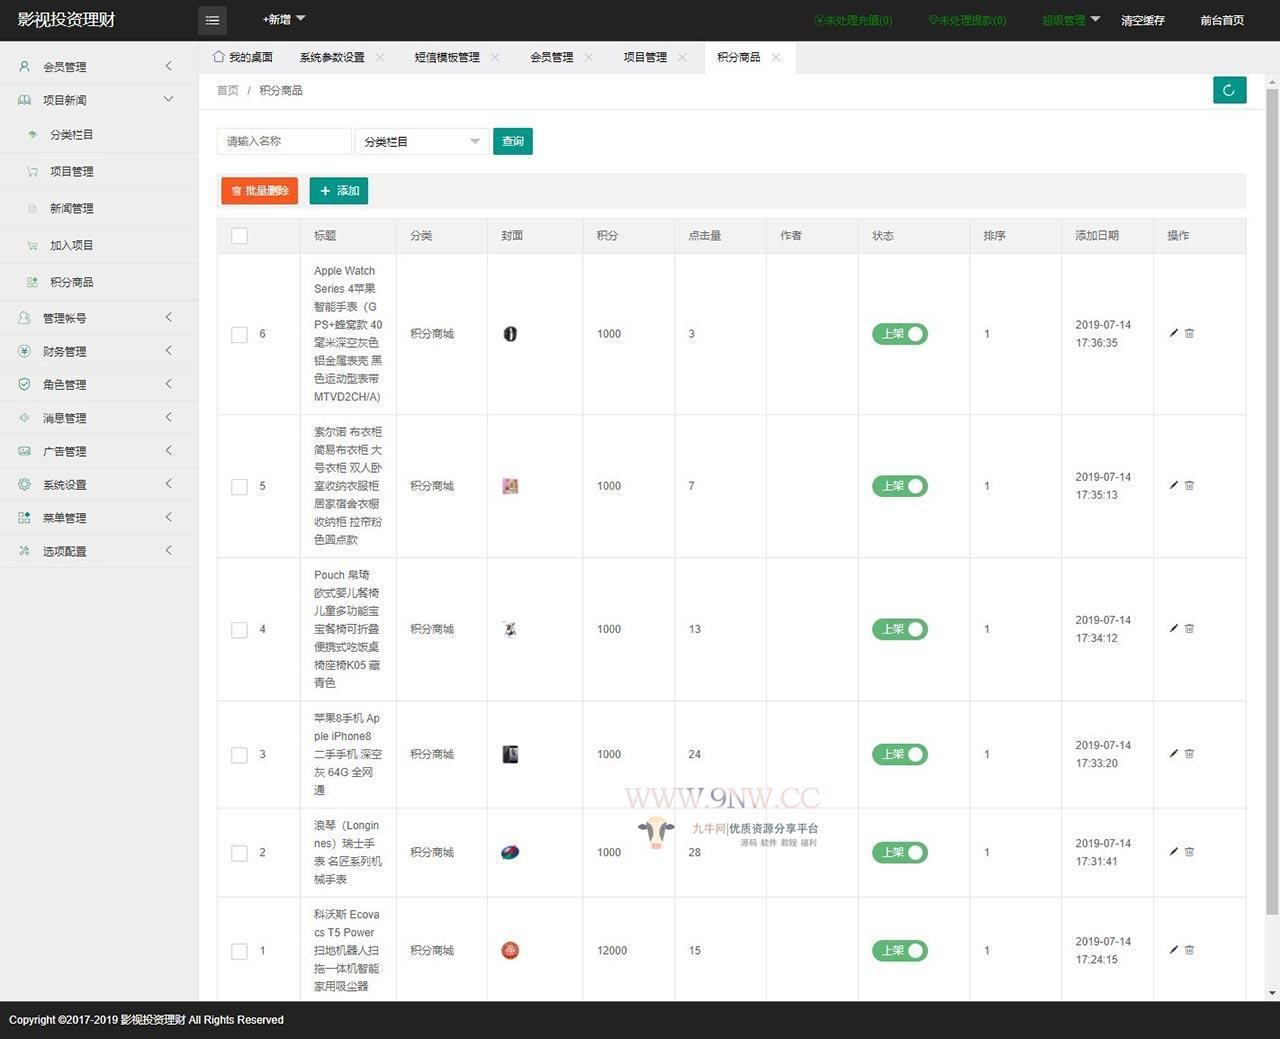 影视投资理财
+新增
未处理充值(0)
未处理提款(0)
超级管理
清空缓存
前台首页
会员管理
项目新闻
分类栏目
项目管理
新闻管理
加入项目
积分商品
管理帐号
财务管理
角色管理
消息管理
广告管理
系统设置
菜单管理
选项配置
我的桌面
系统参数设置
短信模板管理
会员管理
项目管理
积分商品
首页 / 积分商品
请输入名称
分类栏目
查询
批量删除
添加
标题 分类 封面 积分 点击量 作者 状态 排序 添加日期 操作
6
Apple Watch
Series 4苹果
智能手表（G
PS+蜂窝款 40
毫米深空灰色
铝金属表壳 黑
色运动型表带
MTVD2CH/A)
积分商城
1000
3
上架
1
2019-07-14
17:36:35
5
索尔诺 布衣柜
简易布衣柜 大
号衣柜 双人卧
室收纳衣服柜
居家宿舍衣橱
收纳柜 拉帘粉
色圆点款
积分商城
1000
7
上架
1
2019-07-14
17:35:13
4
Pouch 帛琦
欧式婴儿餐椅
儿童多功能宝
宝餐椅可折叠
便携式吃饭桌
椅座椅K05 藏
青色
积分商城
1000
13
上架
1
2019-07-14
17:34:12
3
苹果8手机 Ap
ple iPhone8
二手手机 深空
灰 64G 全网
通
积分商城
1000
24
上架
1
2019-07-14
17:33:20
2
浪琴（Longin
nes）瑞士手
表 名匠系列机
械手表
积分商城
1000
28
上架
1
2019-07-14
17:31:41
1
科沃斯 Ecova
cs T5 Power
扫地机器人扫
拖一体机智能
家用吸尘器
积分商城
12000
15
上架
1
2019-07-14
17:24:15
WWW.9NW.CC
九牛网|优质资源分享平台
源码 软件 教程 福利
Copyright ©2017-2019 影视投资理财 All Rights Reserved